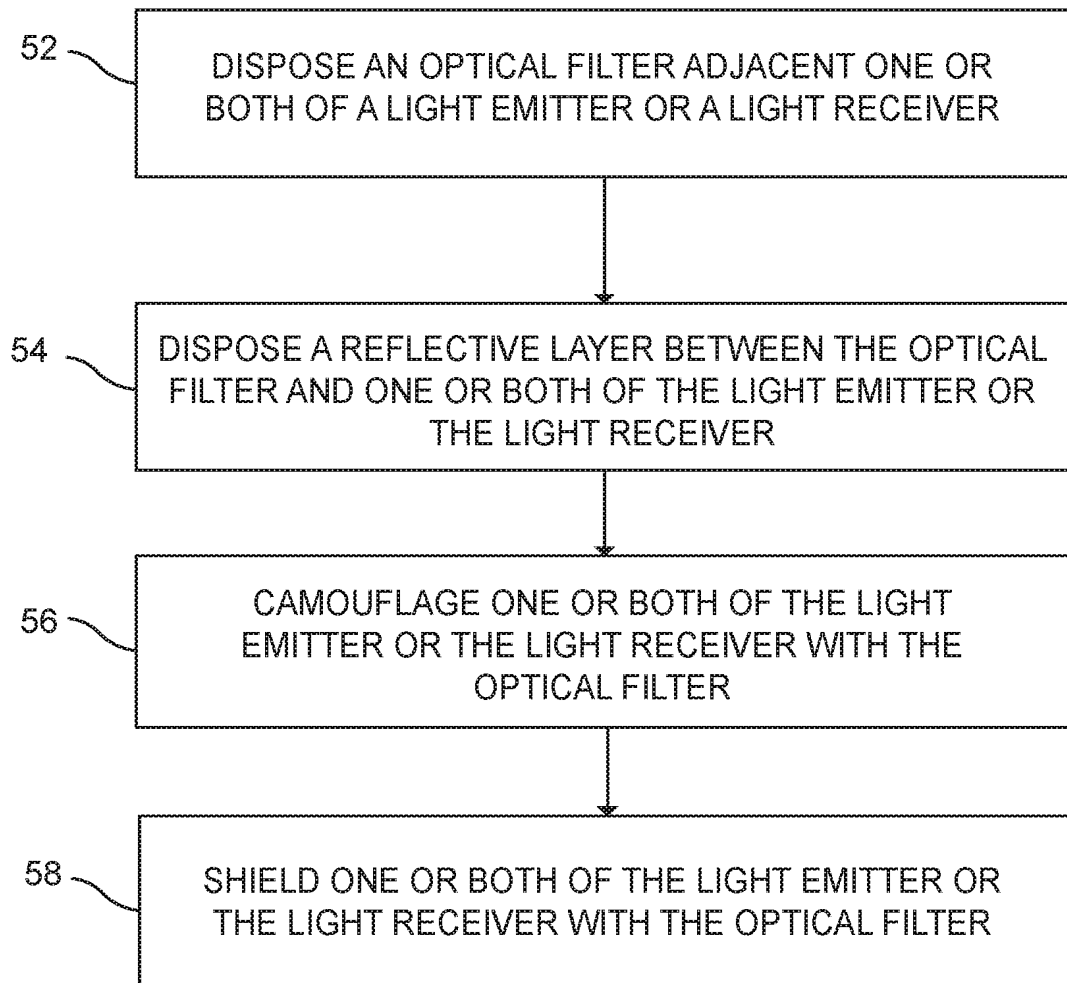 52
DISPOSE AN OPTICAL FILTER ADJACENT ONE OR
BOTH OF A LIGHT EMITTER OR A LIGHT RECEIVER
54
DISPOSE A REFLECTIVE LAYER BETWEEN THE OPTICAL
FILTER AND ONE OR BOTH OF THE LIGHT EMITTER OR
THE LIGHT RECEIVER
56
CAMOUFLAGE ONE OR BOTH OF THE LIGHT
EMITTER OR THE LIGHT RECEIVER WITH THE
OPTICAL FILTER
58
SHIELD ONE OR BOTH OF THE LIGHT EMITTER OR
THE LIGHT RECEIVER WITH THE OPTICAL FILTER